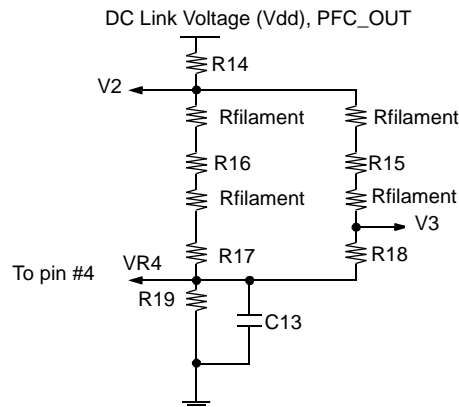 DC Link Voltage (Vdd), PFC_OUT
R14
V2
Rfilament
Rfilament
R16
R15
Rfilament
Rfilament
V3
R17
R18
To pin #4
VR4
R19
C13